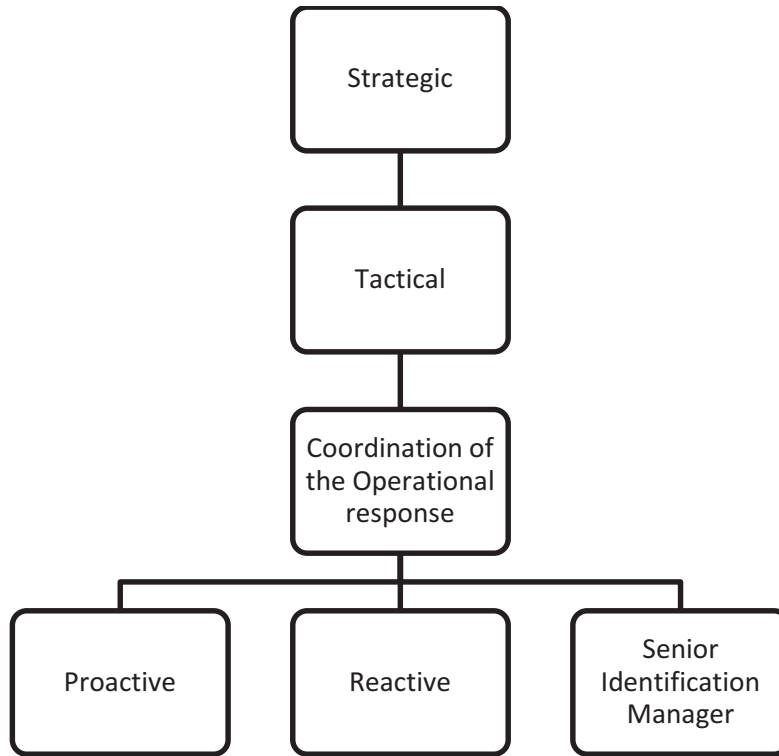 Strategic
Tactical
Coordination of
the Operational
response
Proactive
Reactive
Senior
Identification
Manager